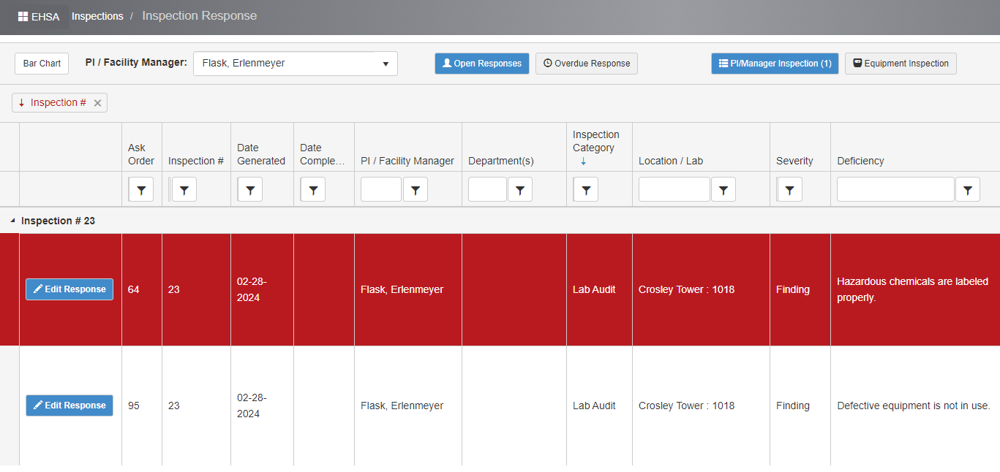 EHSA Inspections / Inspection Response
Bar Chart PI / Facility Manager: Flask, Erlenmeyer Open Responses Overdue Response PI/Manager Inspection (1) Equipment Inspection
Inspection #
Ask Order Inspection # Date Generated Date Comple... PI / Facility Manager Department(s) Inspection Category Location / Lab Severity Deficiency
Inspection # 23
Edit Response 64 23 02-28-2024 Flask, Erlenmeyer Lab Audit Crosley Tower : 1018 Finding Hazardous chemicals are labeled properly.
Edit Response 95 23 02-28-2024 Flask, Erlenmeyer Lab Audit Crosley Tower : 1018 Finding Defective equipment is not in use.